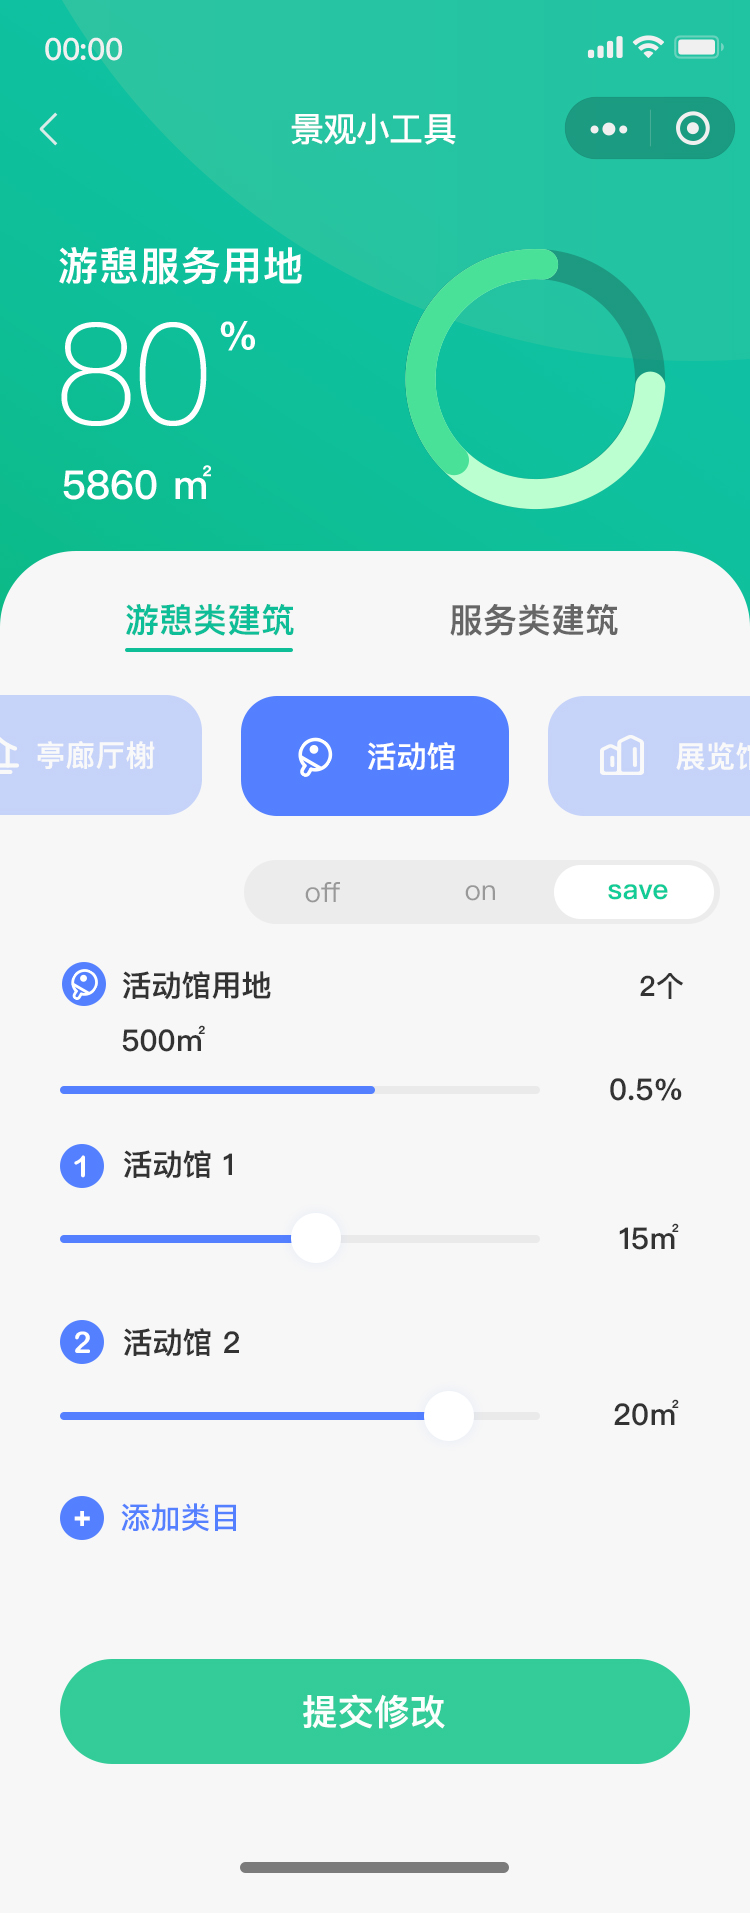 00:00
景观小工具
游憩服务用地
80%
5860 ㎡
游憩类建筑 服务类建筑
亭廊厅榭 活动馆 展览馆
off on save
活动馆用地 2个
500㎡
0.5%
1 活动馆 1
15㎡
2 活动馆 2
20㎡
+ 添加类目
提交修改